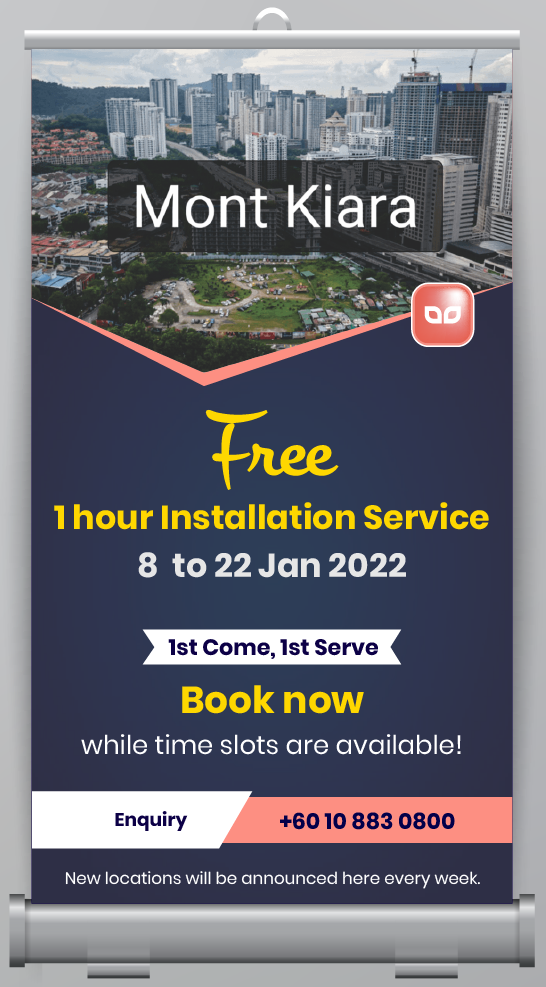 Mont Kiara
Free
1 hour Installation Service
8 to 22 Jan 2022
1st Come, 1st Serve
Book now
while time slots are available!
Enquiry
+60 10 883 0800
New locations will be announced here every week.